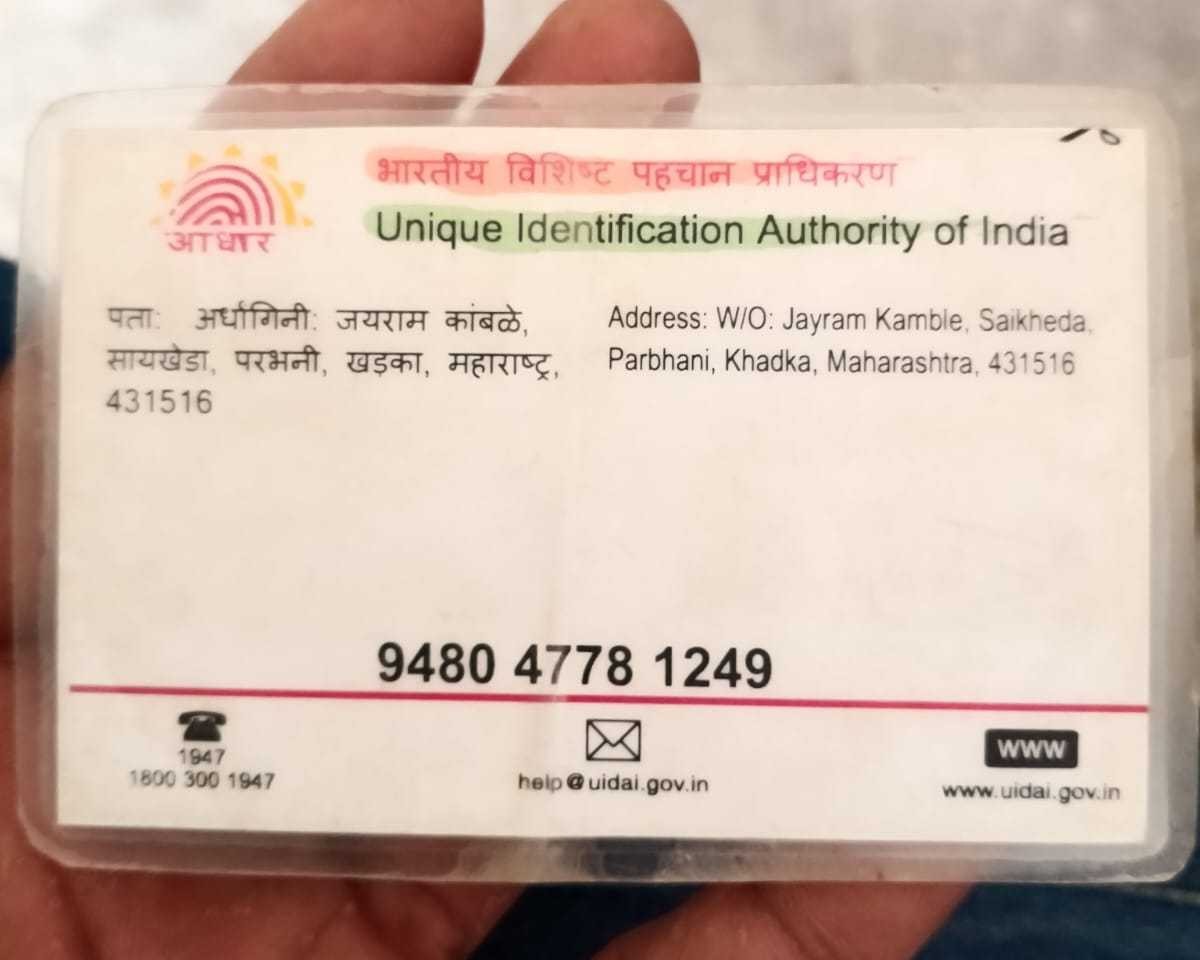 आधार
भारतीय विशिष्ट पहचान प्राधिकरण
Unique Identification Authority of India
पता: अर्धांगिनी: जयराम कांबळे,
सायखेडा, परभनी, खड़का, महाराष्ट्र,
431516
Address: W/O: Jayram Kamble, Saikheda,
Parbhani, Khadka, Maharashtra, 431516
9480 4778 1249
1947
1800 300 1947
help@uidai.gov.in
WWW
www.uidai.gov.in